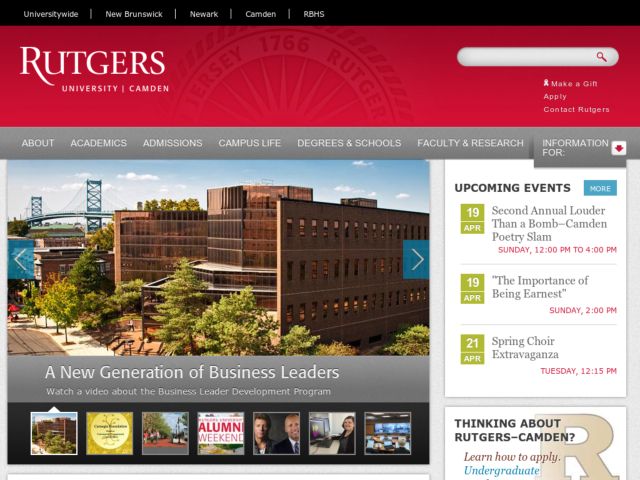 Universitywide New Brunswick Newark Camden RBHS
RUTGERS
UNIVERSITY | CAMDEN
JERSEY 1766 RUTGERS
Make a Gift
Apply
Contact Rutgers
ABOUT ACADEMICS ADMISSIONS CAMPUS LIFE DEGREES & SCHOOLS FACULTY & RESEARCH INFORMATION
FOR:
UPCOMING EVENTS MORE
19
APR
Second Annual Louder
Than a Bomb–Camden
Poetry Slam
SUNDAY, 12:00 PM TO 4:00 PM
19
APR
"The Importance of
Being Earnest"
SUNDAY, 2:00 PM
21
APR
Spring Choir
Extravaganza
TUESDAY, 12:15 PM
A New Generation of Business Leaders
Watch a video about the Business Leader Development Program
Carnegie Foundation
RUTGERS UNIVERSITY
ALUMNI
WEEKEND
THINKING ABOUT
RUTGERS–CAMDEN?
Learn how to apply.
Undergraduate
R